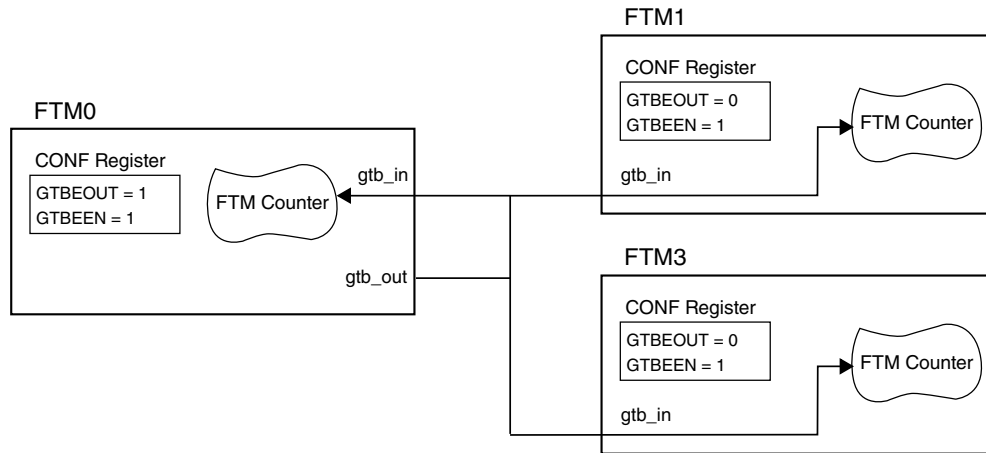 FTM0
CONF Register
GTBEOUT = 1
GTBEEN = 1
FTM Counter
gtb_in
gtb_out
FTM1
CONF Register
GTBEOUT = 0
GTBEEN = 1
FTM Counter
gtb_in
FTM3
CONF Register
GTBEOUT = 0
GTBEEN = 1
FTM Counter
gtb_in